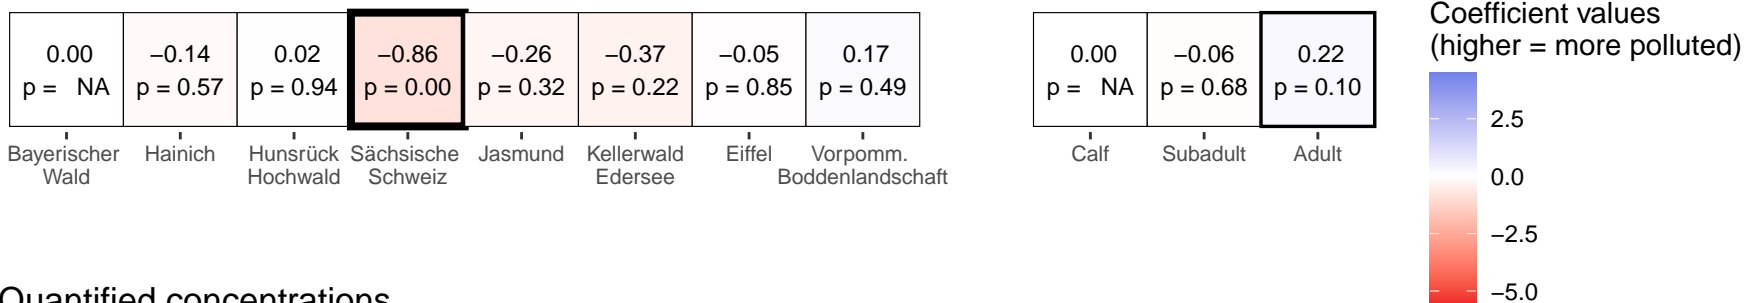 0.00 −0.14 0.02 −0.86 −0.26 −0.37 −0.05 0.17
p = NA p = 0.57 p = 0.94 p = 0.00 p = 0.32 p = 0.22 p = 0.85 p = 0.49
Bayerischer Hainich Hunsrück Sächsische Jasmund Kellerwald Eiffel Vorpomm.
Wald Hochwald Schweiz Edersee Boddenlandschaft
0.00 −0.06 0.22
p = NA p = 0.68 p = 0.10
Calf Subadult Adult
Coefficient values
(higher = more polluted)
2.5
0.0
−2.5
−5.0
Quantified concentrations